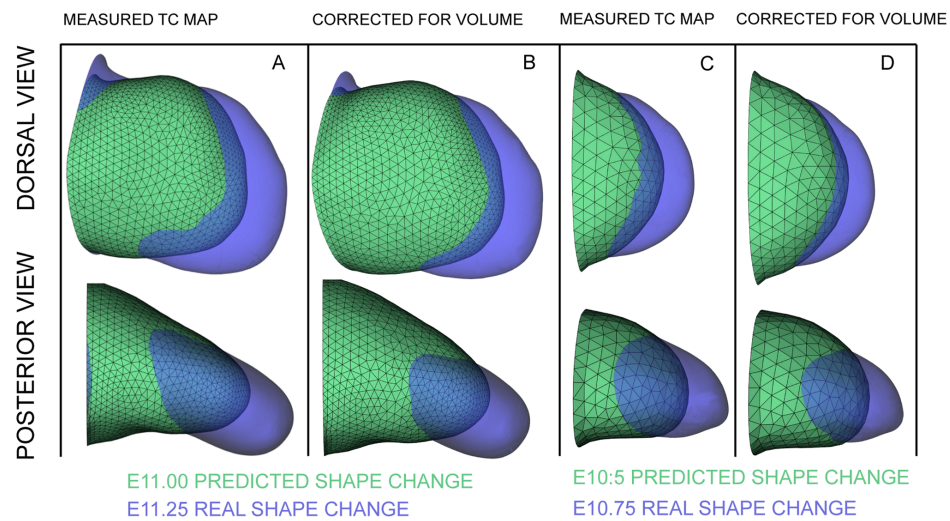 MEASURED TC MAP
CORRECTED FOR VOLUME
MEASURED TC MAP
CORRECTED FOR VOLUME
DORSAL VIEW
A
B
C
D
POSTERIOR VIEW
E11.00 PREDICTED SHAPE CHANGE
E11.25 REAL SHAPE CHANGE
E10:5 PREDICTED SHAPE CHANGE
E10.75 REAL SHAPE CHANGE